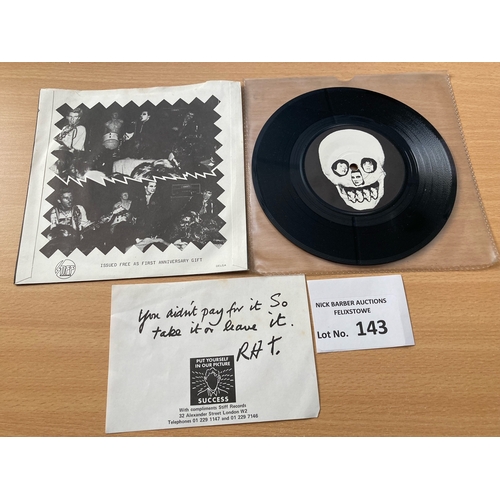 STIFF
ISSUED FREE AS FIRST ANNIVERSARY GIFT
You didn't pay for it So
take it or leave it.
R.H.T.
PUT YOURSELF
IN OUR PICTURE
SUCCESS
With compliments Stiff Records
32 Alexander Street London W2
Telephones 01 229 1147 and 01 229 7146
NICK BARBER AUCTIONS
FELIXSTOWE
Lot No. 143